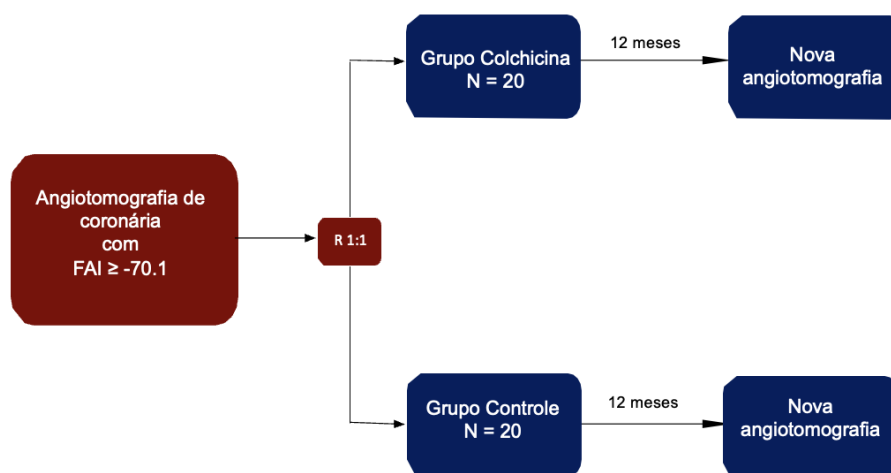 Angiotomografia de
coronária
com
FAI ≥ -70.1
R 1:1
Grupo Colchicina
N = 20
12 meses
Nova
angiotomografia
Grupo Controle
N = 20
12 meses
Nova
angiotomografia